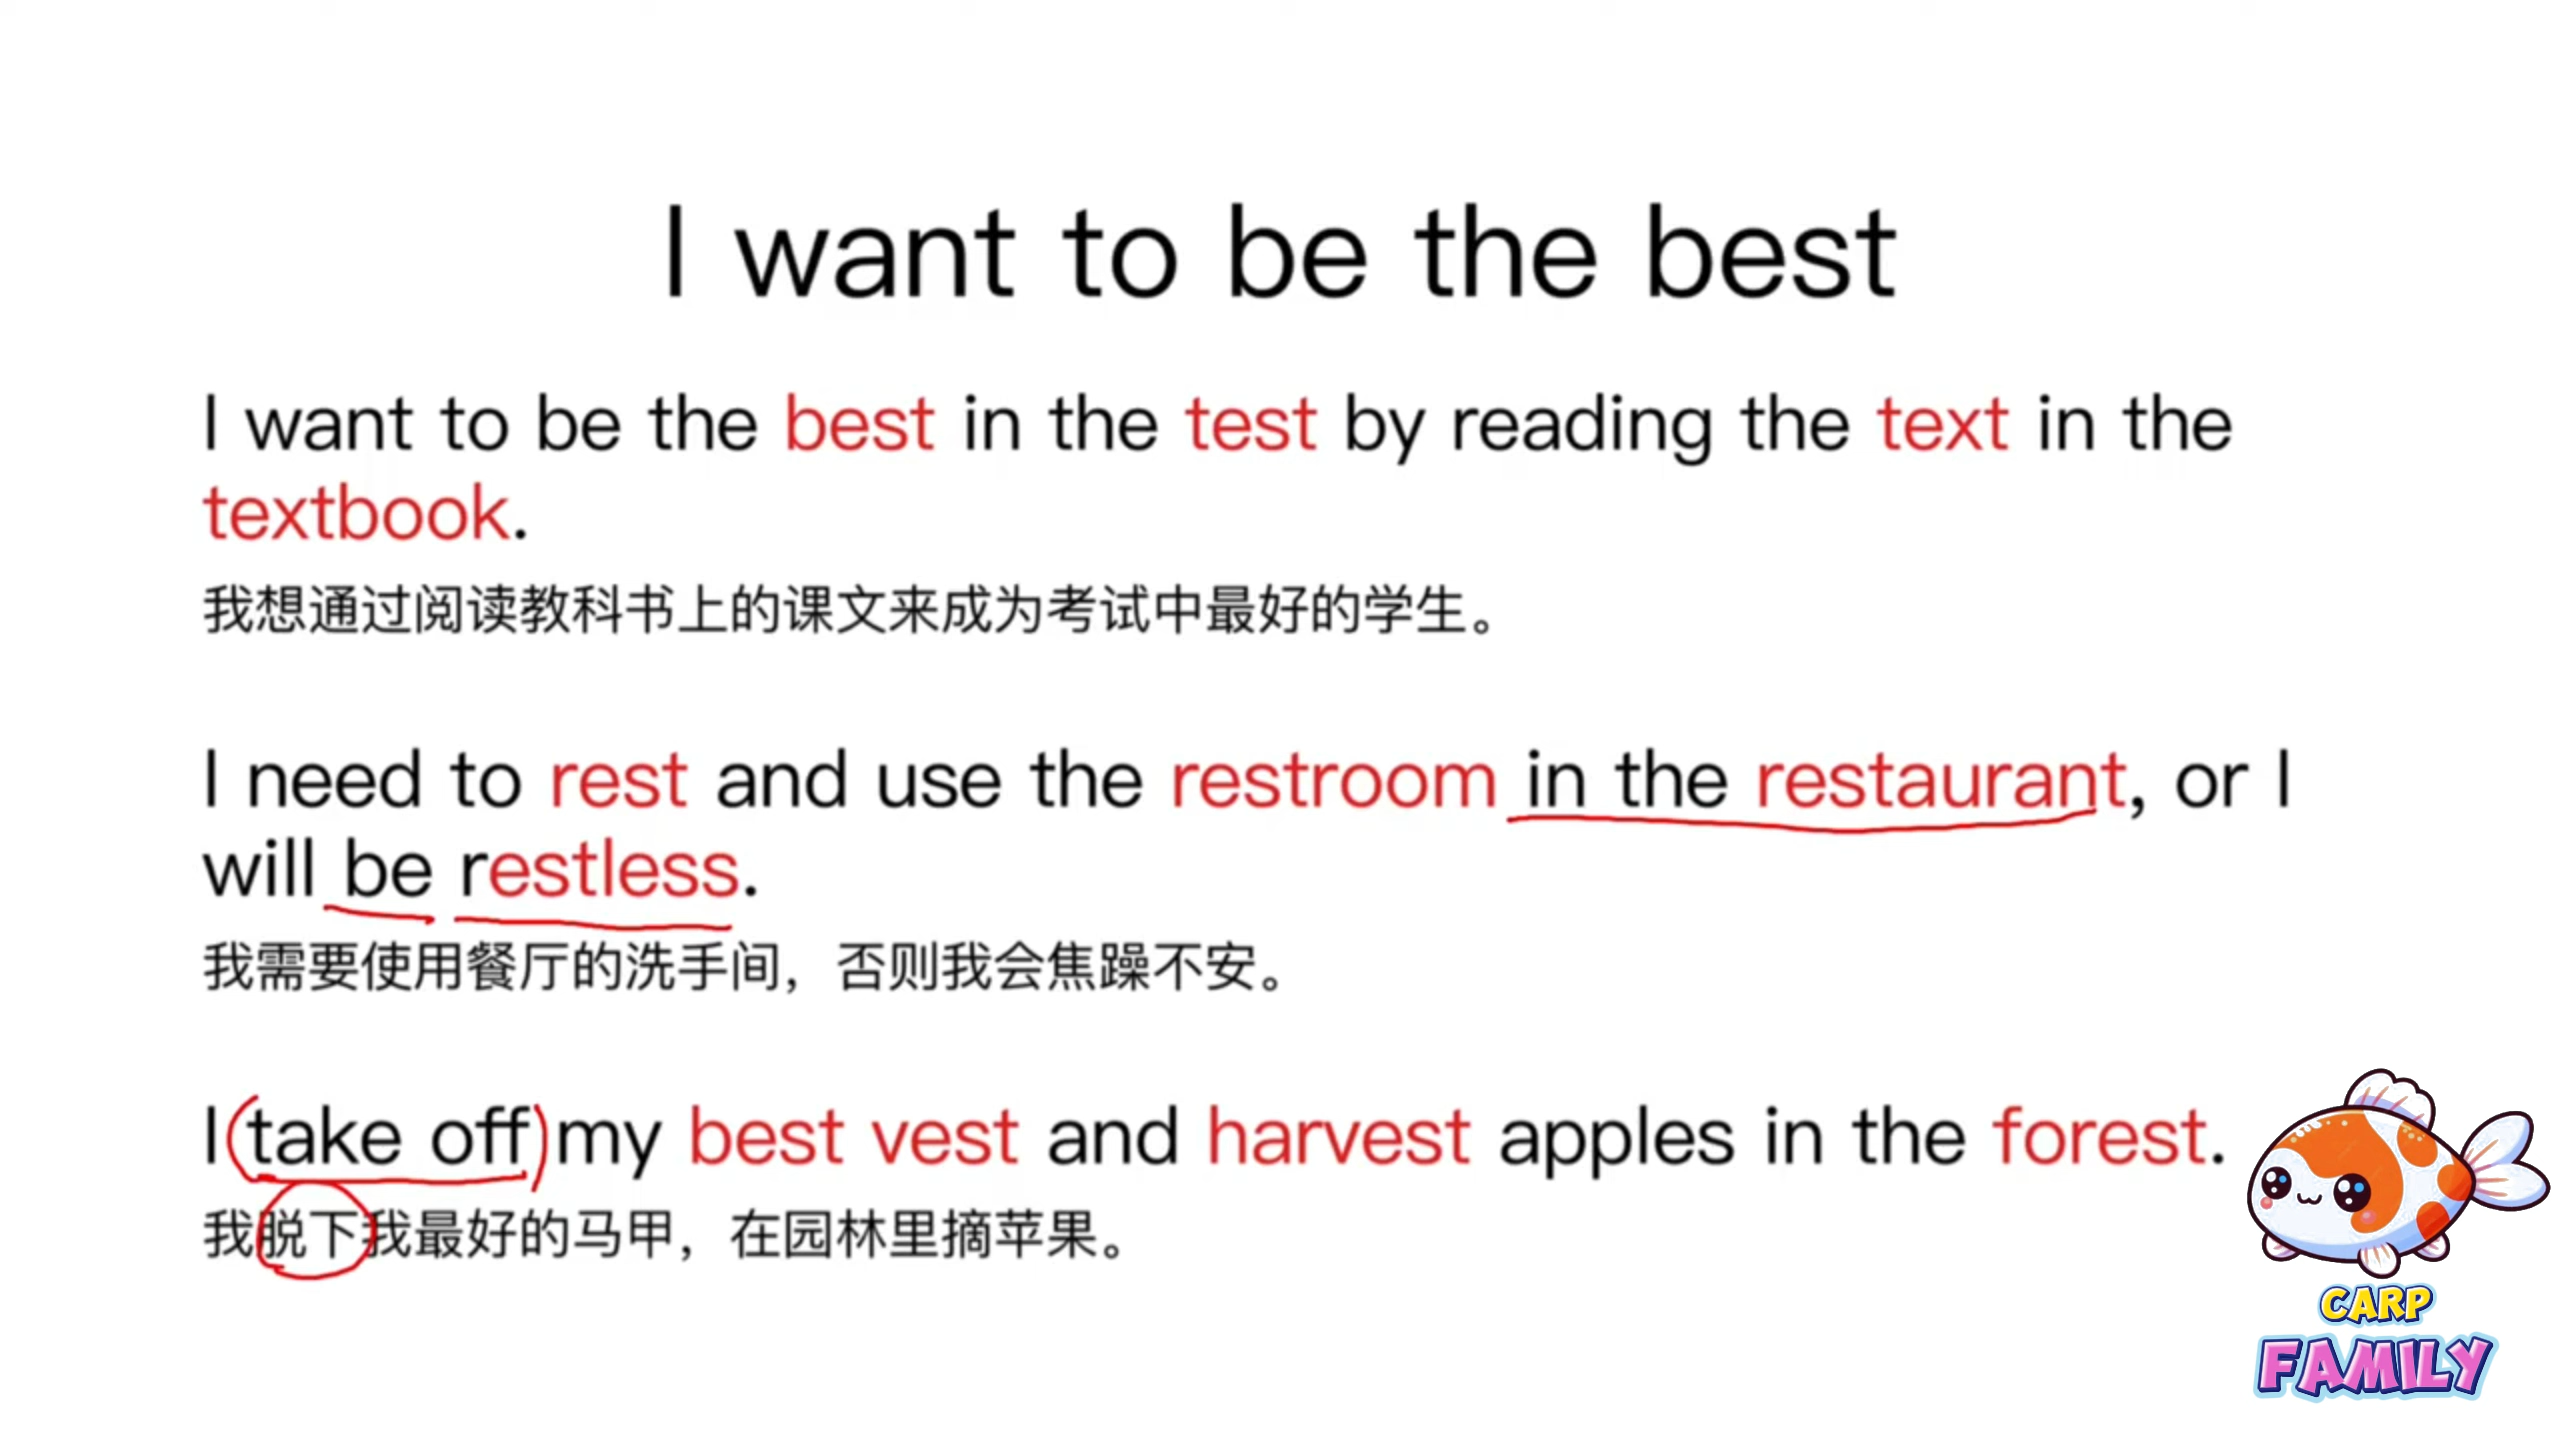 I want to be the best
I want to be the best in the test by reading the text in the
textbook.
我想通过阅读教科书上的课文来成为考试中最好的学生。
I need to rest and use the restroom in the restaurant, or I
will be restless.
我需要使用餐厅的洗手间，否则我会焦躁不安。
I (take off) my best vest and harvest apples in the forest.
我脱下我最好的马甲，在园林里摘苹果。
CARP
FAMILY